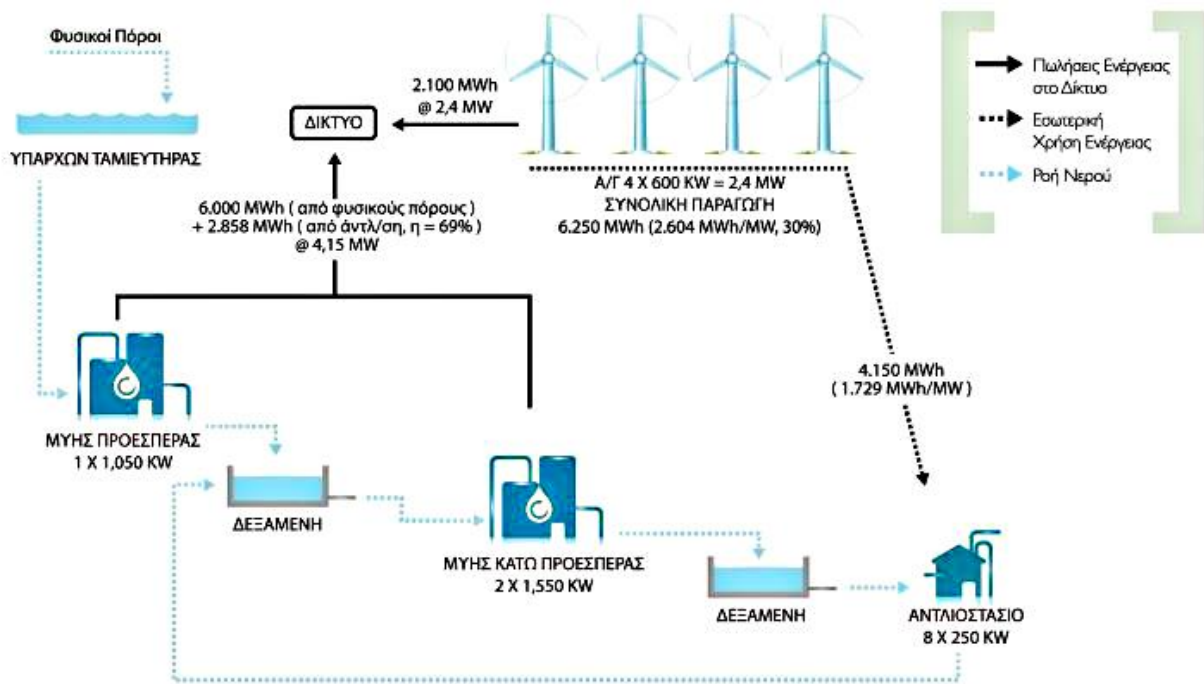 Φυσικοί Πόροι
ΥΠΑΡΧΩΝ ΤΑΜΙΕΥΤΗΡΑΣ
ΔΙΚΤΥΟ
2.100 MWh
@ 2,4 MW
Α/Γ 4 X 600 KW = 2,4 MW
ΣΥΝΟΛΙΚΗ ΠΑΡΑΓΩΓΗ
6.250 MWh (2.604 MWh/MW, 30%)
Πωλήσεις Ενέργειας
στο Δίκτυο
Εσωτερική
Χρήση Ενέργειας
Ροή Νερού
6.000 MWh ( από φυσικούς πόρους )
+ 2.858 MWh ( από άντλ/ση, η = 69% )
@ 4,15 MW
4.150 MWh
( 1.729 MWh/MW )
ΜΥΗΣ ΠΡΟΕΣΠΕΡΑΣ
1 X 1,050 KW
ΔΕΞΑΜΕΝΗ
ΜΥΗΣ ΚΑΤΩ ΠΡΟΕΣΠΕΡΑΣ
2 X 1,550 KW
ΔΕΞΑΜΕΝΗ
ΑΝΤΛΙΟΣΤΑΣΙΟ
8 X 250 KW